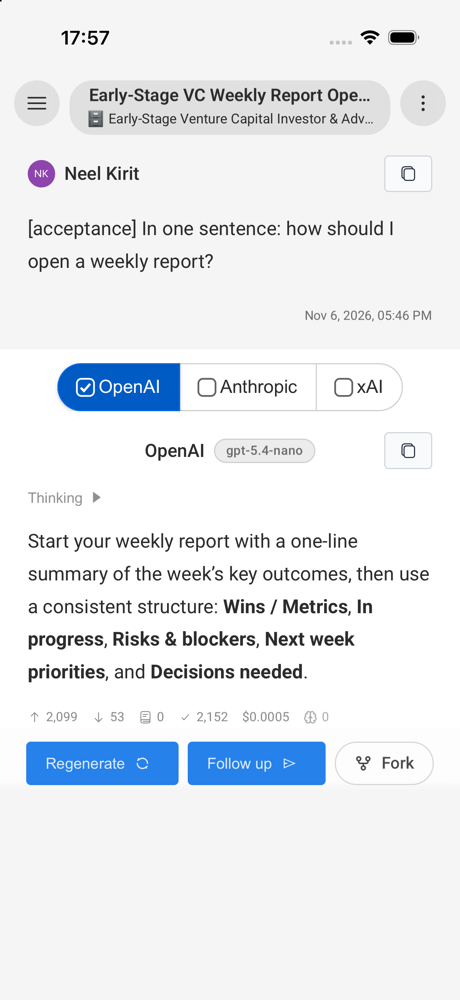 17:57
Early-Stage VC Weekly Report Ope...
Early-Stage Venture Capital Investor & Adv...
NK
Neel Kirit
[acceptance] In one sentence: how should I
open a weekly report?
Nov 6, 2026, 05:46 PM
OpenAI
Anthropic
xAI
OpenAI
gpt-5.4-nano
Thinking
Start your weekly report with a one-line
summary of the week’s key outcomes, then use
a consistent structure: Wins / Metrics, In
progress, Risks & blockers, Next week
priorities, and Decisions needed.
↑ 2,099 ↓ 53 0 ✓ 2,152 $0.0005 0
Regenerate
Follow up
Fork